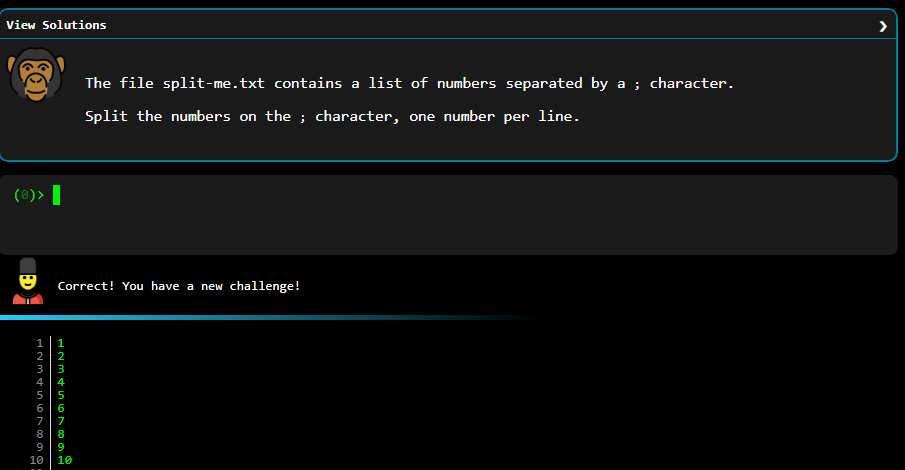 View Solutions ❯
The file split-me.txt contains a list of numbers separated by a ; character.
Split the numbers on the ; character, one number per line.
(0)>
Correct! You have a new challenge!
1 1
2 2
3 3
4 4
5 5
6 6
7 7
8 8
9 9
10 10